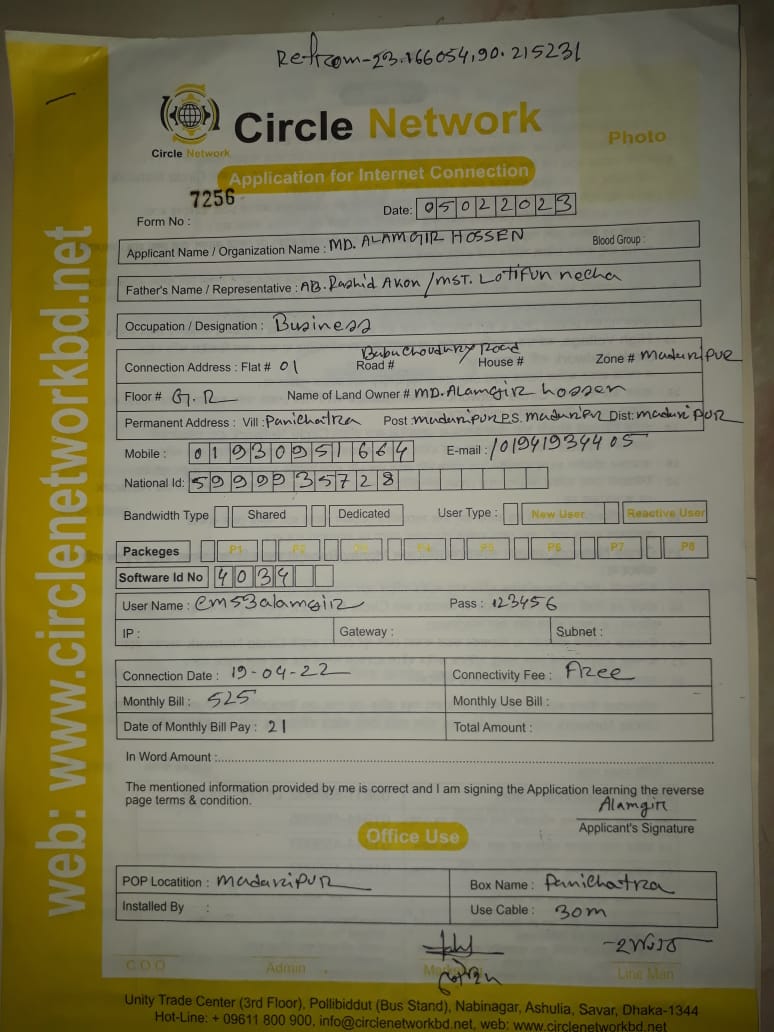 23.166054,90.215231
Circle Network
Circle Network
Photo
Application for Internet Connection
7256
Form No :
Date: 05022023
Applicant Name / Organization Name : MD. ALAMGIR HOSSEN Blood Group :
Father's Name / Representative : AB. Rashid Akon / MST. Lotifun necha
Occupation / Designation : Business
Connection Address : Flat # 01 Road # Babu Choudhry Road House # Zone # Madaripur
Floor # G. R Name of Land Owner # MD. Alamgir hossen
Permanent Address : Vill : Panichatra Post : Madaripur P.S. Madaripur Dist: Madaripur
Mobile : 01930951664 E-mail : /01941934405
National Id: 5999935728
Bandwidth Type Shared Dedicated User Type : New User Reactive User
Packeges P1 P2 P3 P4 P5 P6 P7 P8
Software Id No 4034
User Name : cms3alamgir Pass : 123456
IP : Gateway : Subnet :
Connection Date : 19-04-22 Connectivity Fee : Free
Monthly Bill : 525 Monthly Use Bill :
Date of Monthly Bill Pay : 21 Total Amount :
In Word Amount :
The mentioned information provided by me is correct and I am signing the Application learning the reverse
page terms & condition.
Alamgir
Applicant's Signature
Office Use
POP Locatition : Madaripur Box Name : Panichatra
Installed By : Use Cable : 30m
C.O.O Admin Line Man
Unity Trade Center (3rd Floor), Pollibiddut (Bus Stand), Nabinagar, Ashulia, Savar, Dhaka-1344
Hot-Line: + 09611 800 900, info@circlenetworkbd.net, web: www.circlenetworkbd.net
web: www.circlenetworkbd.net